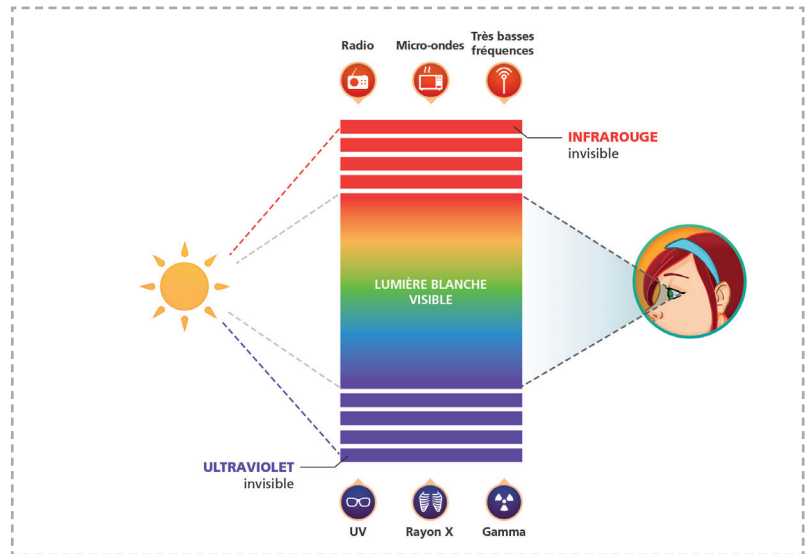 Radio
Micro-ondes
Très basses
fréquences
INFRAROUGE
invisible
LUMIÈRE BLANCHE
VISIBLE
ULTRAVIOLET
invisible
UV
Rayon X
Gamma